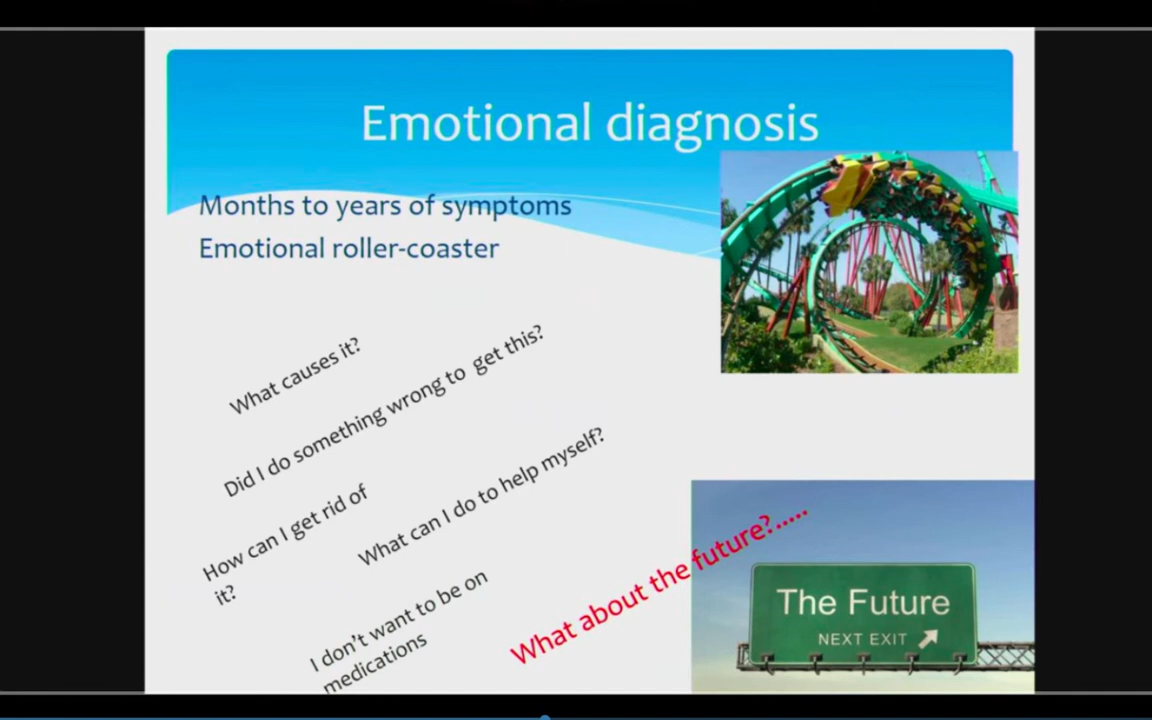 Emotional diagnosis
Months to years of symptoms
Emotional roller-coaster
What causes it?
Did I do something wrong to get this?
How can I get rid of
it?
What can I do to help myself?
I don't want to be on
medications
What about the future?.....
The Future
NEXT EXIT